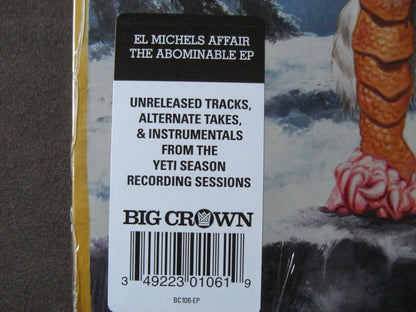 EL MICHELS AFFAIR
THE ABOMINABLE EP
UNRELEASED TRACKS,
ALTERNATE TAKES,
& INSTRUMENTALS
FROM THE
YETI SEASON
RECORDING SESSIONS
BIG CROWN
3 49223 01061 9
BC106-EP